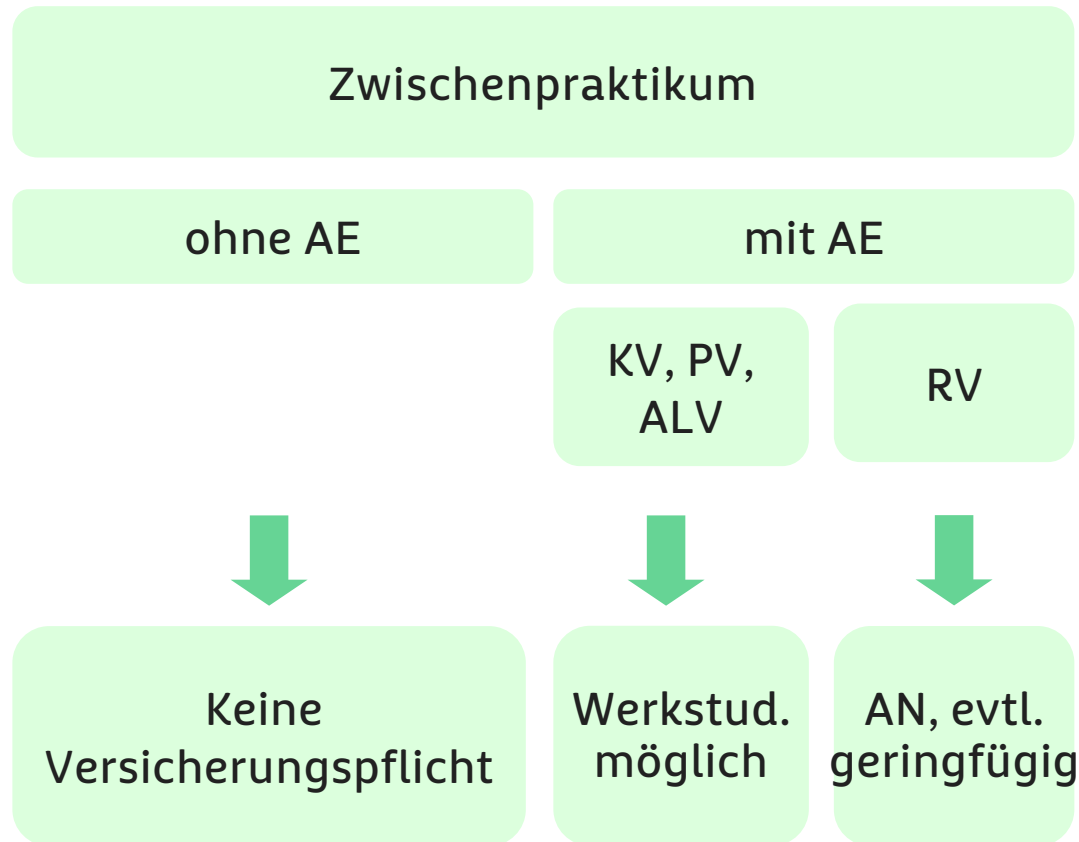 Zwischenpraktikum
ohne AE
mit AE
KV, PV,
ALV
RV
Keine
Versicherungspflicht
Werkstud.
möglich
AN, evtl.
geringfügig